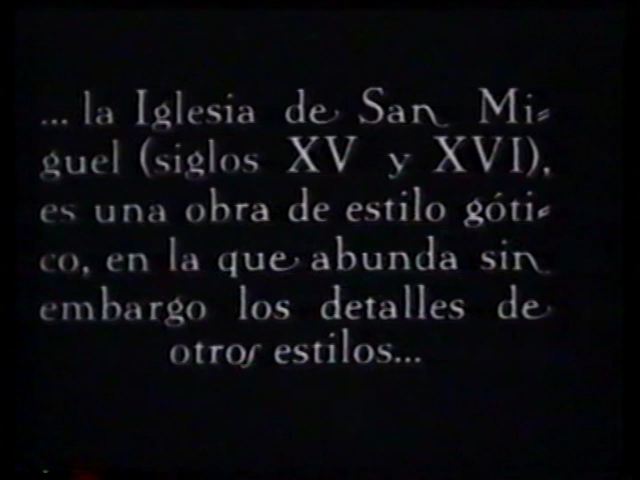 ... la Iglesia de San Mi-
guel (siglos XV y XVI),
es una obra de estilo góti-
co, en la que abunda sin
embargo los detalles de
otros estilos...